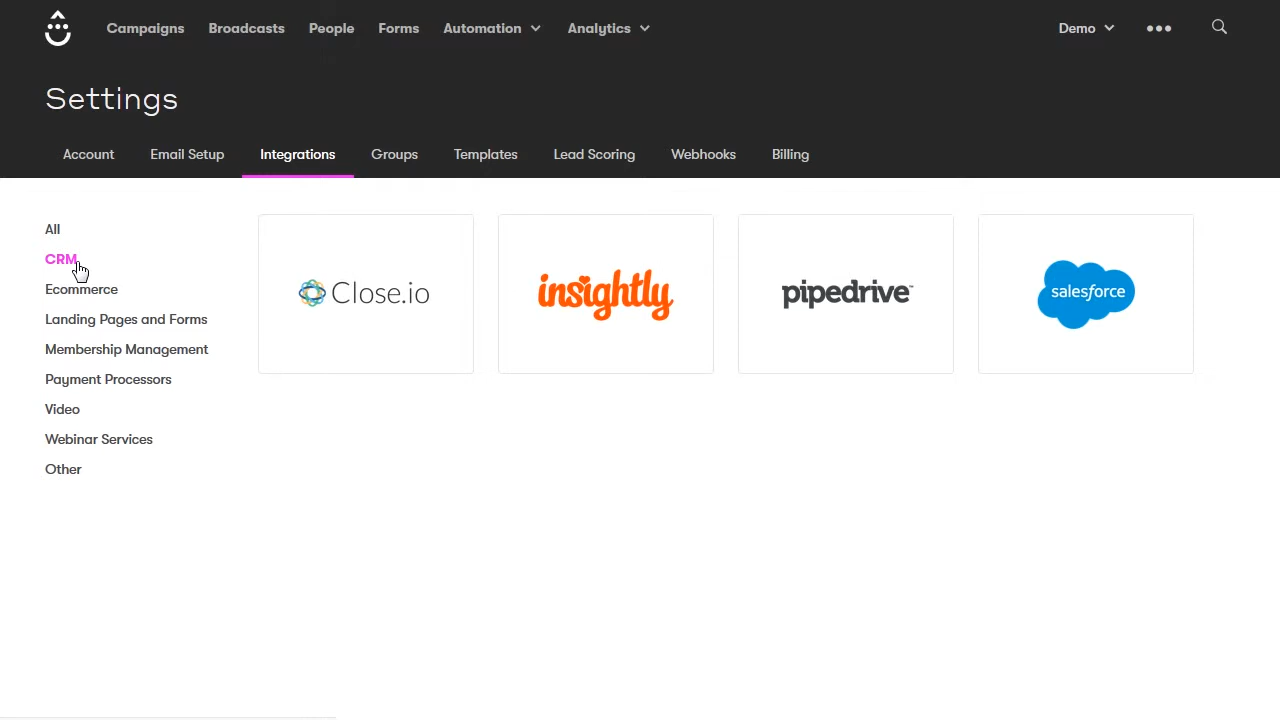 Campaigns Broadcasts People Forms Automation Analytics Demo
Settings
Account Email Setup Integrations Groups Templates Lead Scoring Webhooks Billing
All
CRM
Ecommerce
Landing Pages and Forms
Membership Management
Payment Processors
Video
Webinar Services
Other
Close.io insightly pipedrive™ salesforce